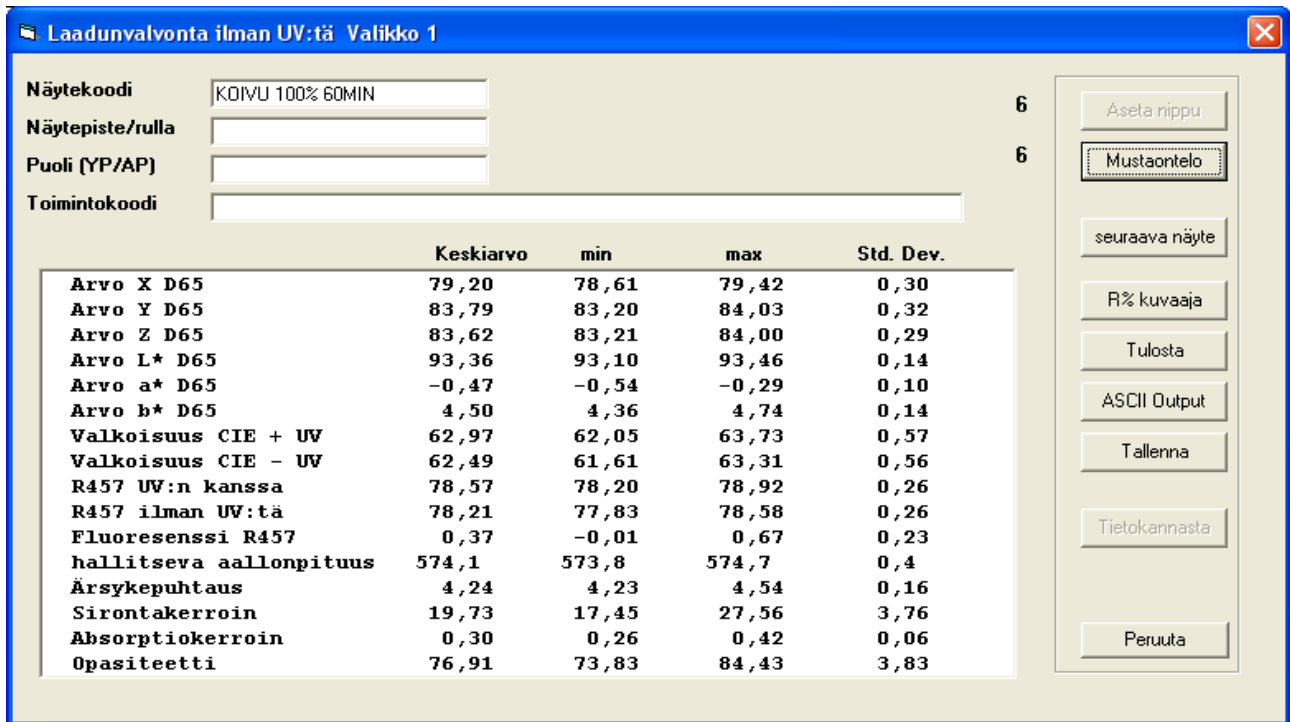 Laadunvalvonta ilman UV:tä Valikko 1
Näytekoodi KOIVU 100% 60MIN
Näytepiste/rulla
Puoli (YP/AP)
Toimintokoodi
6
6
Keskiarvo min max Std. Dev.
Arvo X D65 79,20 78,61 79,42 0,30
Arvo Y D65 83,79 83,20 84,03 0,32
Arvo Z D65 83,62 83,21 84,00 0,29
Arvo L* D65 93,36 93,10 93,46 0,14
Arvo a* D65 -0,47 -0,54 -0,29 0,10
Arvo b* D65 4,50 4,36 4,74 0,14
Valkoisuus CIE + UV 62,97 62,05 63,73 0,57
Valkoisuus CIE - UV 62,49 61,61 63,31 0,56
R457 UV:n kanssa 78,57 78,20 78,92 0,26
R457 ilman UV:tä 78,21 77,83 78,58 0,26
Fluoresenssi R457 0,37 -0,01 0,67 0,23
hallitseva aallonpituus 574,1 573,8 574,7 0,4
Ärsykepuhtaus 4,24 4,23 4,54 0,16
Sirontakerroin 19,73 17,45 27,56 3,76
Absorptiokerroin 0,30 0,26 0,42 0,06
Opasiteetti 76,91 73,83 84,43 3,83
Aseta nippu
Mustaontelo
seuraava näyte
R% kuvaaja
Tulosta
ASCII Output
Tallenna
Tietokannasta
Peruuta